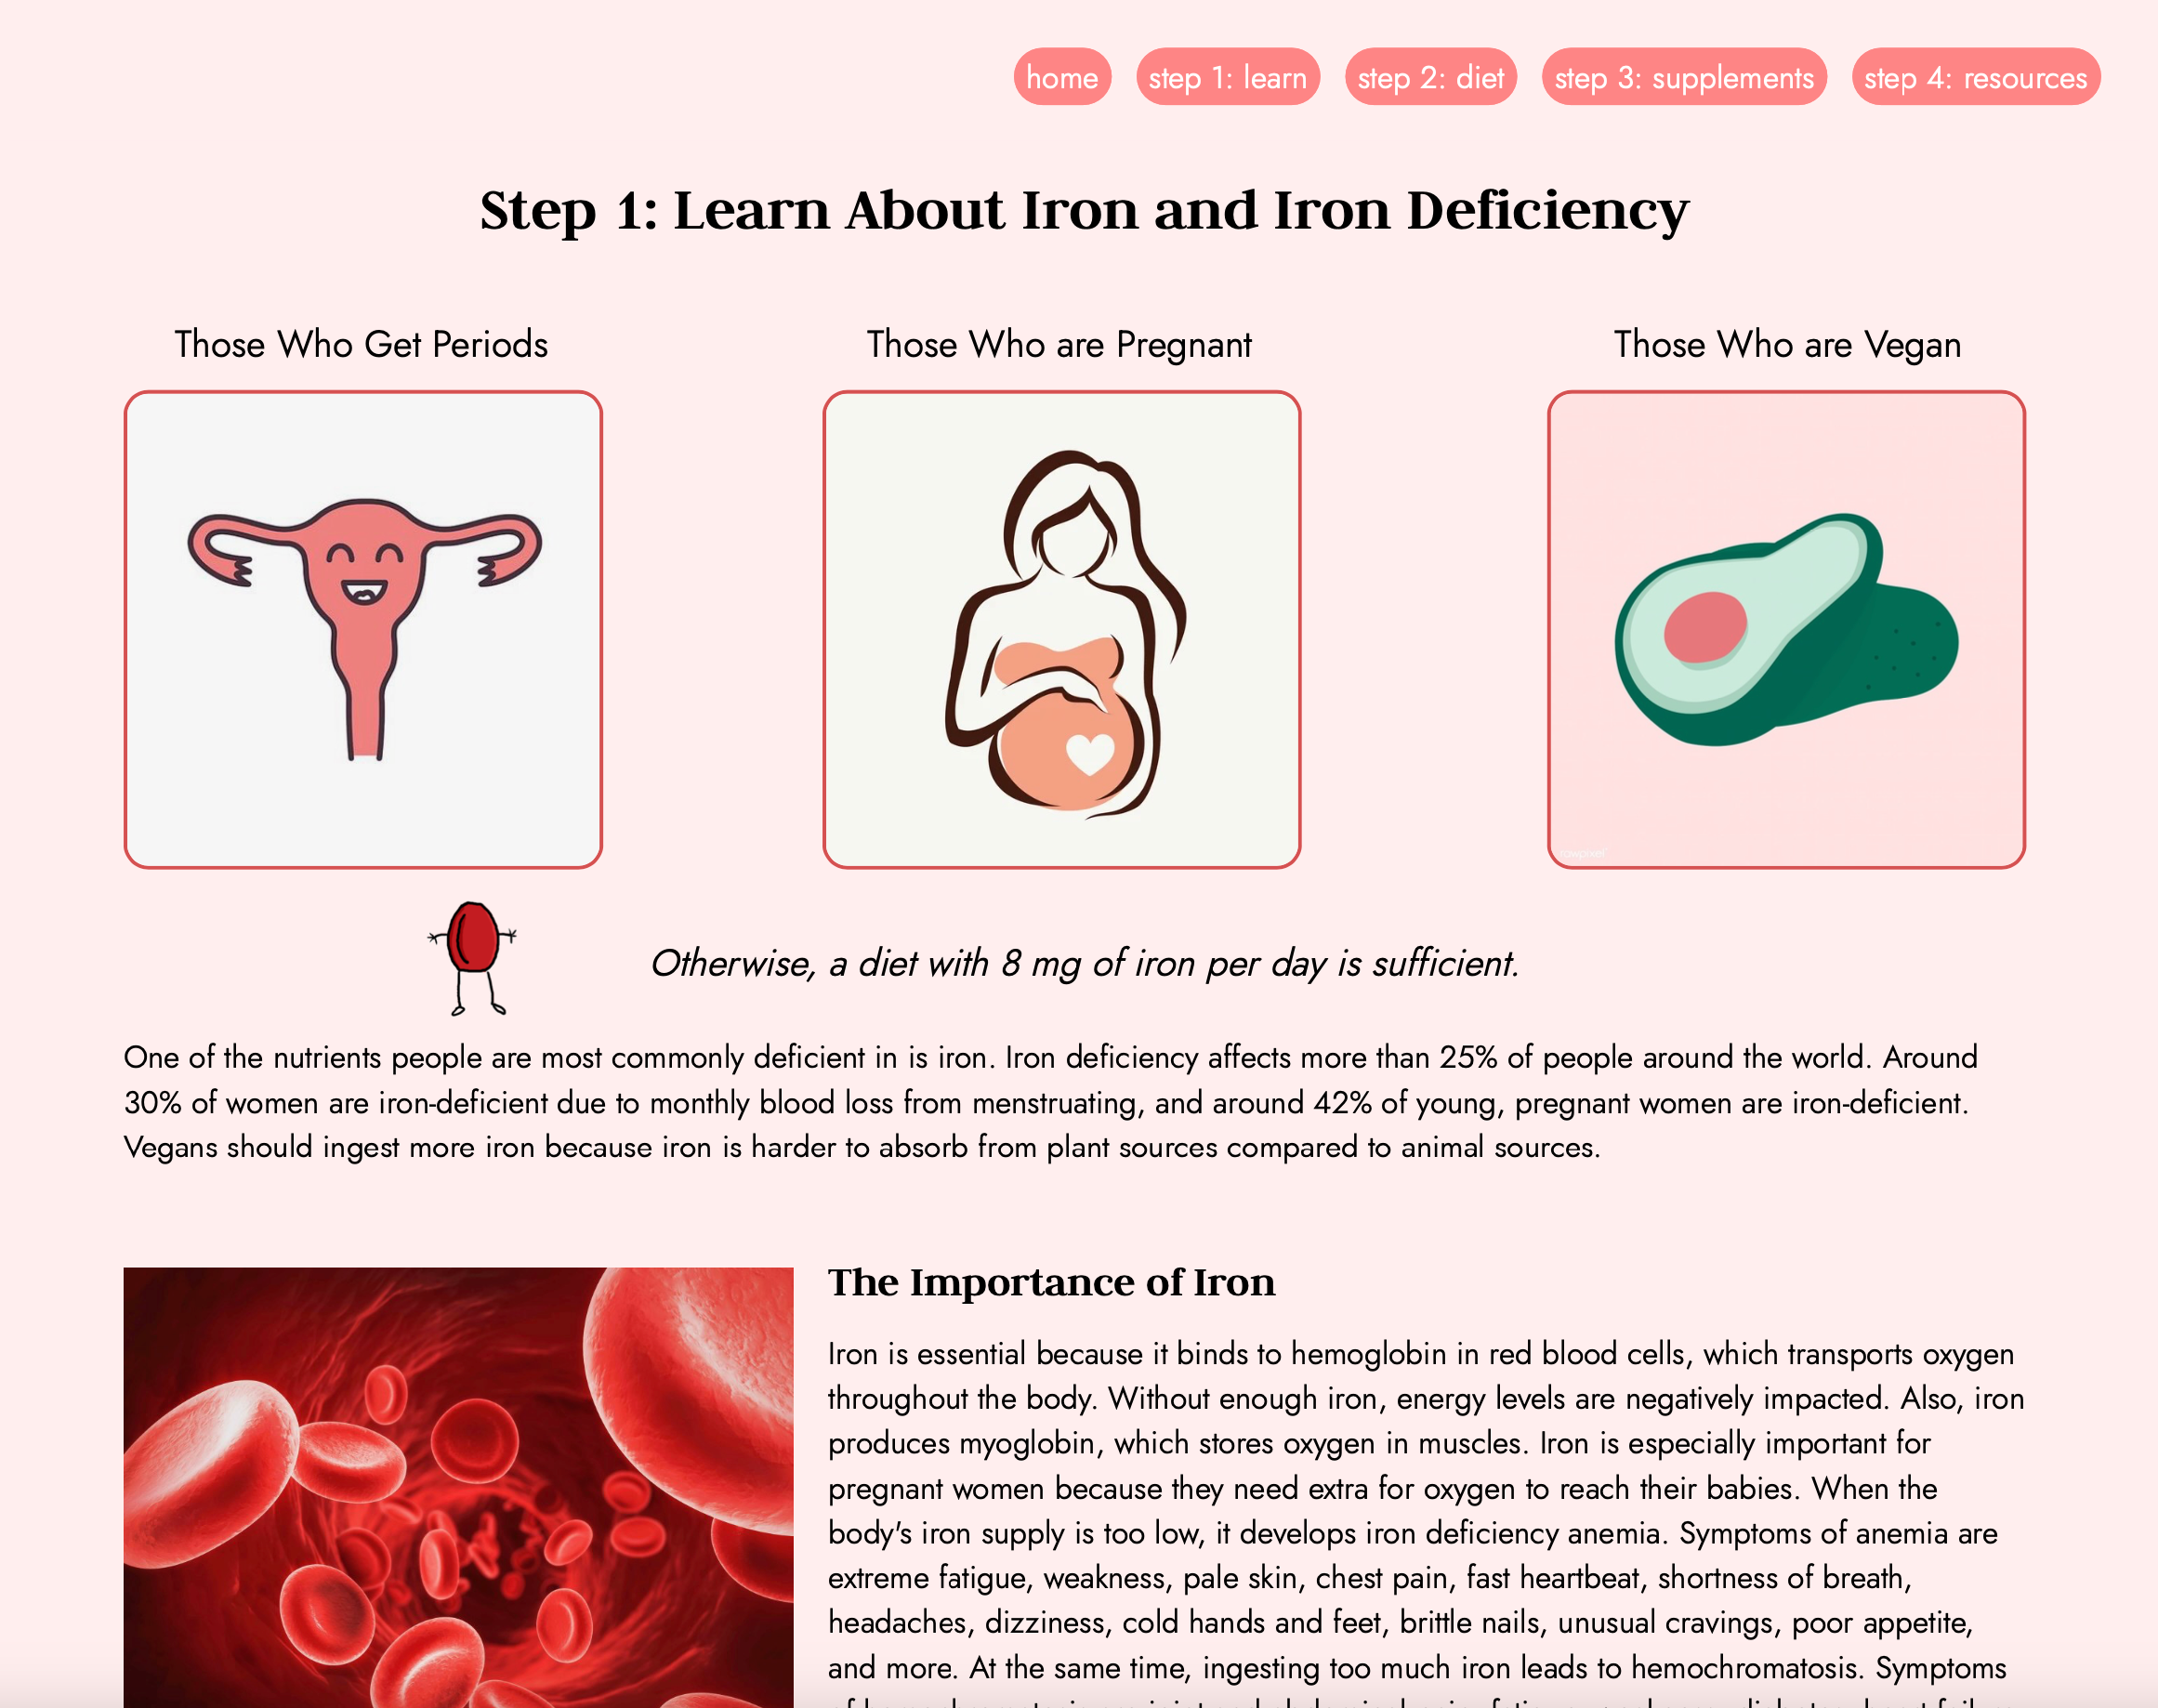 home
step 1: learn
step 2: diet
step 3: supplements
step 4: resources
Step 1: Learn About Iron and Iron Deficiency
Those Who Get Periods
Those Who are Pregnant
Those Who are Vegan
rawpixel
Otherwise, a diet with 8 mg of iron per day is sufficient.
One of the nutrients people are most commonly deficient in is iron. Iron deficiency affects more than 25% of people around the world. Around
30% of women are iron-deficient due to monthly blood loss from menstruating, and around 42% of young, pregnant women are iron-deficient.
Vegans should ingest more iron because iron is harder to absorb from plant sources compared to animal sources.
The Importance of Iron
Iron is essential because it binds to hemoglobin in red blood cells, which transports oxygen
throughout the body. Without enough iron, energy levels are negatively impacted. Also, iron
produces myoglobin, which stores oxygen in muscles. Iron is especially important for
pregnant women because they need extra for oxygen to reach their babies. When the
body's iron supply is too low, it develops iron deficiency anemia. Symptoms of anemia are
extreme fatigue, weakness, pale skin, chest pain, fast heartbeat, shortness of breath,
headaches, dizziness, cold hands and feet, brittle nails, unusual cravings, poor appetite,
and more. At the same time, ingesting too much iron leads to hemochromatosis. Symptoms